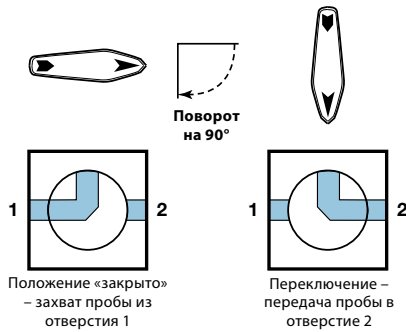 Поворот
на 90°
1
2
1
2
Положение «закрыто»
– захват пробы из
отверстия 1
Переключение –
передача пробы в
отверстие 2